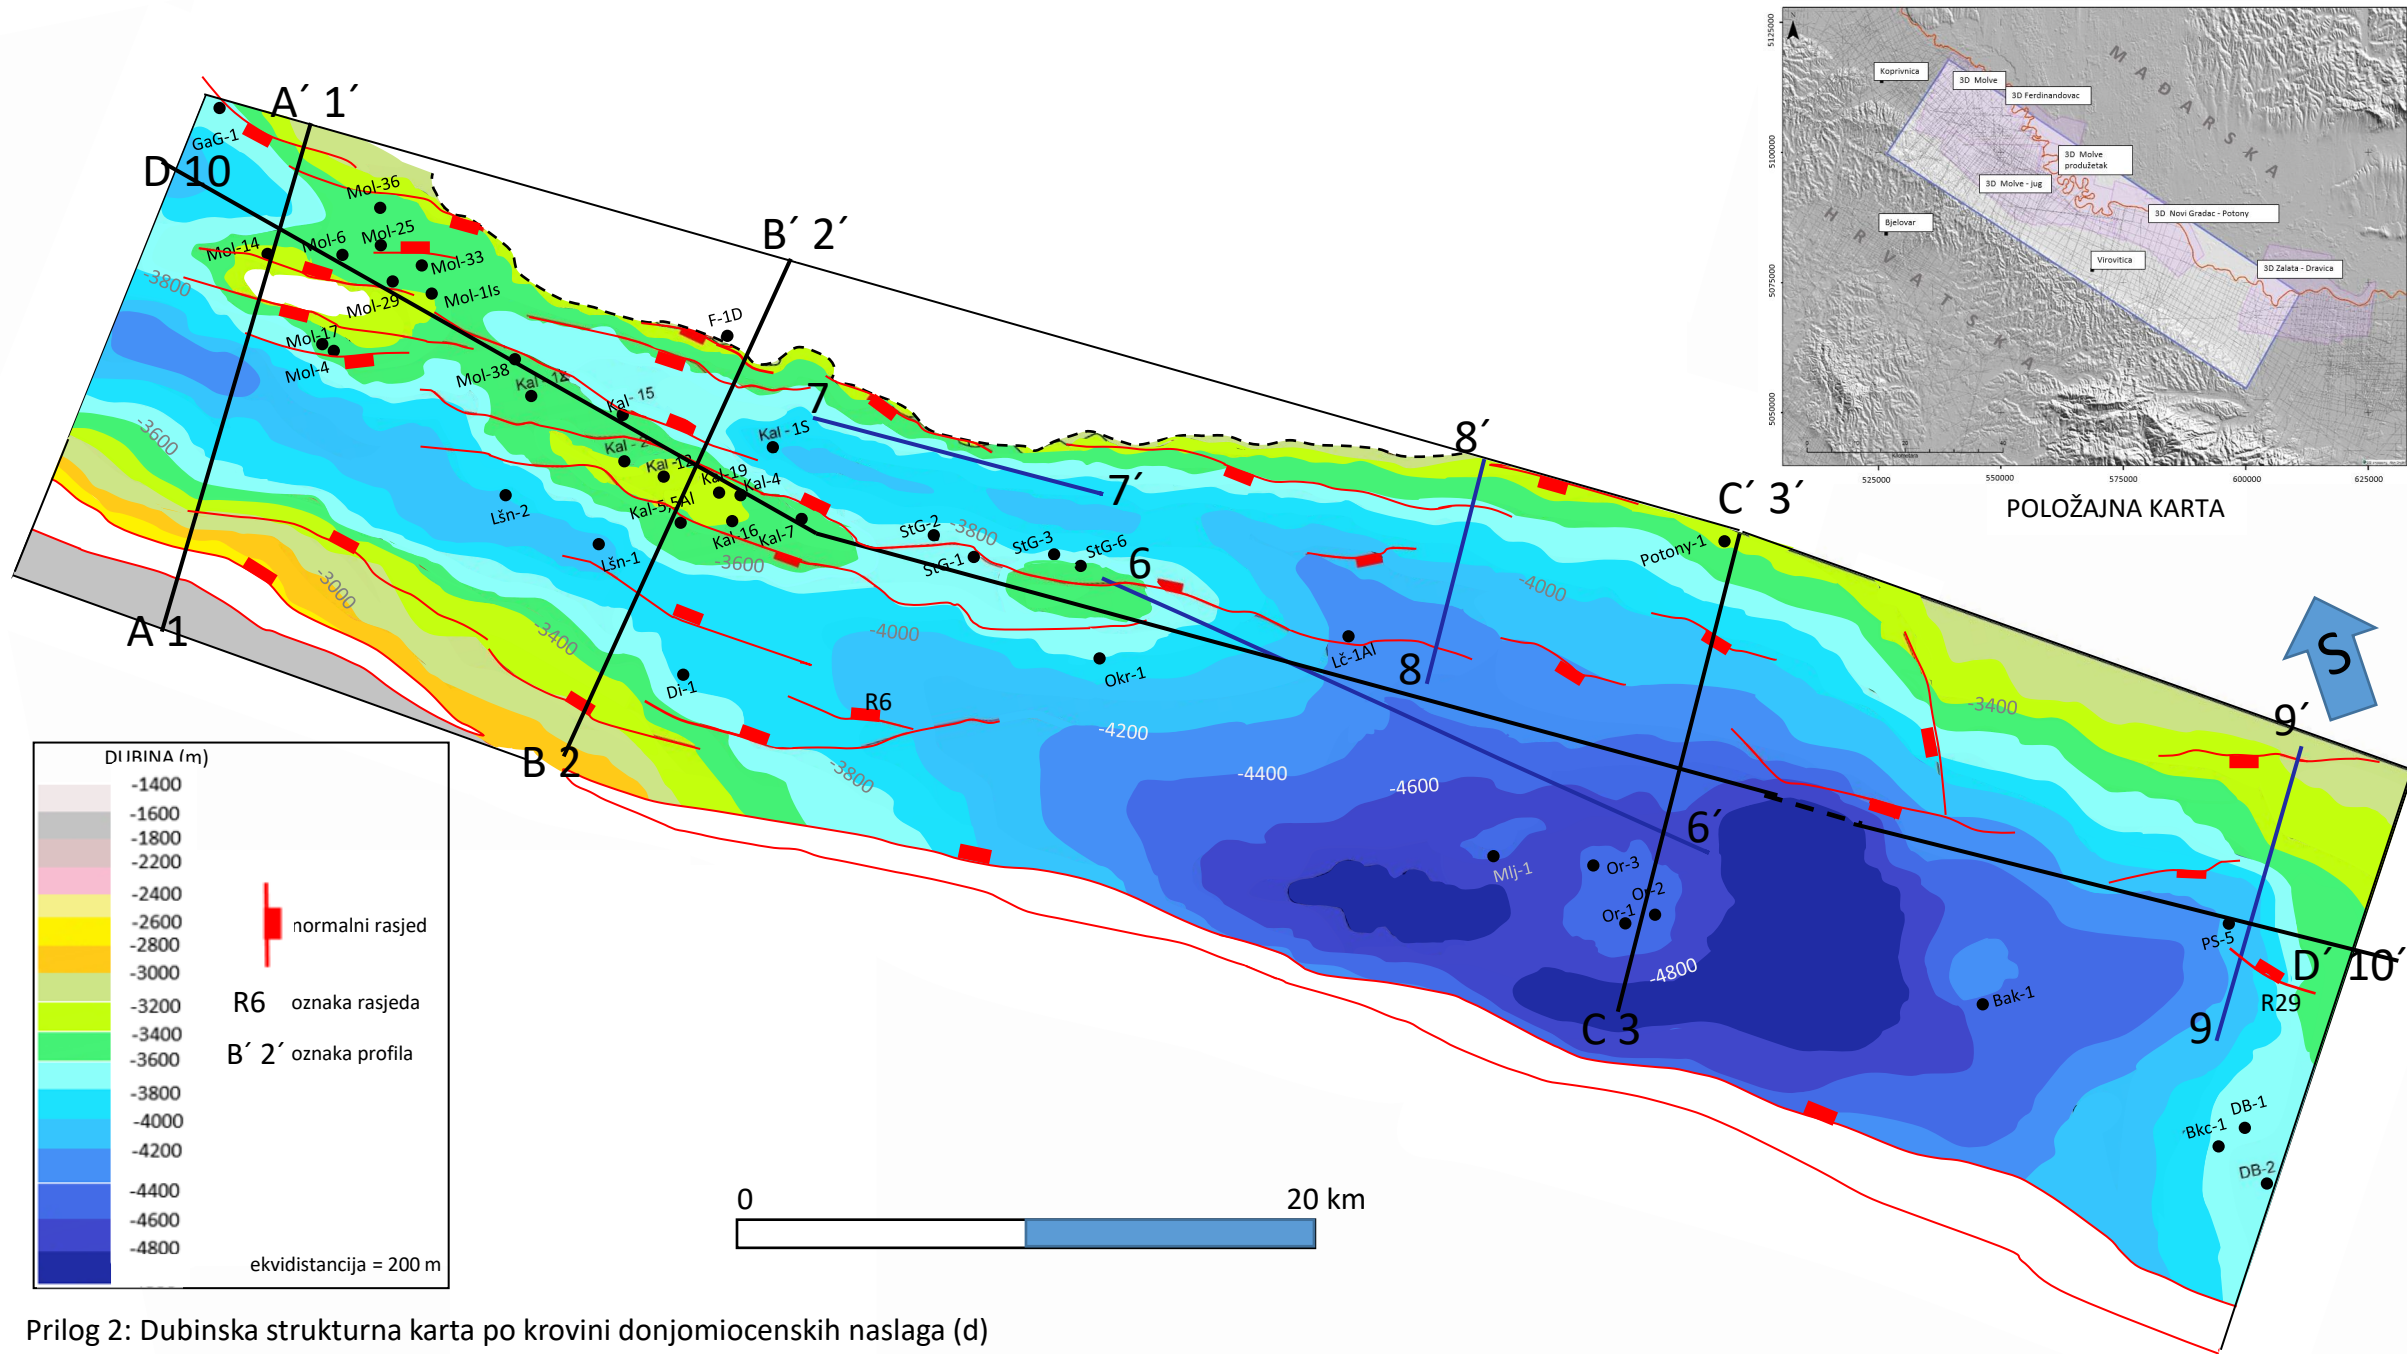 A´ 1´
GaG-1
D 10
Mol-36
Mol-25
Mol-6
Mol-14
Mol-33
Mol-1Is
Mol-29
-3800
Mol-17
Mol-4
Mol-38
B´ 2´
F-1D
Kal - 15
Kal - 1S
7
7´
Kal -12
Kal-19
Kal-4
Kal-5,5Al
Kal-16
Kal-7
-3600
-3600
Lšn-2
Lšn-1
StG-2
-3800
StG-1
StG-3
StG-6
6
8´
C´ 3´
Potony-1
-4000
-3000
-3400
-4000
A 1
Di-1
R6
Okr-1
Lč-1Al
8
-4200
-4400
-4600
-3800
B 2
-3400
9´
6´
Mlj-1
Or-3
Or-2
Or-1
-4800
C 3
Bak-1
PS-5
D´ 10´
R29
9
DB-1
Bkc-1
DB-2
S
5125000
5100000
5075000
5050000
525000
550000
575000
600000
625000
Koprivnica
3D Molve
3D Ferdinandovac
3D Molve
produžetak
3D Molve - jug
3D Novi Gradac - Potony
3D Zalata - Dravica
Bjelovar
Virovitica
MAĐARSKA
HRVATSKA
POLOŽAJNA KARTA
DUBINA (m)
-1400
-1600
-1800
-2200
-2400
-2600
-2800
-3000
-3200
-3400
-3600
-3800
-4000
-4200
-4400
-4600
-4800
normalni rasjed
R6 oznaka rasjeda
B´ 2´ oznaka profila
ekvidistancija = 200 m
0 20 km
Prilog 2: Dubinska strukturna karta po krovini donjomiocenskih naslaga (d)